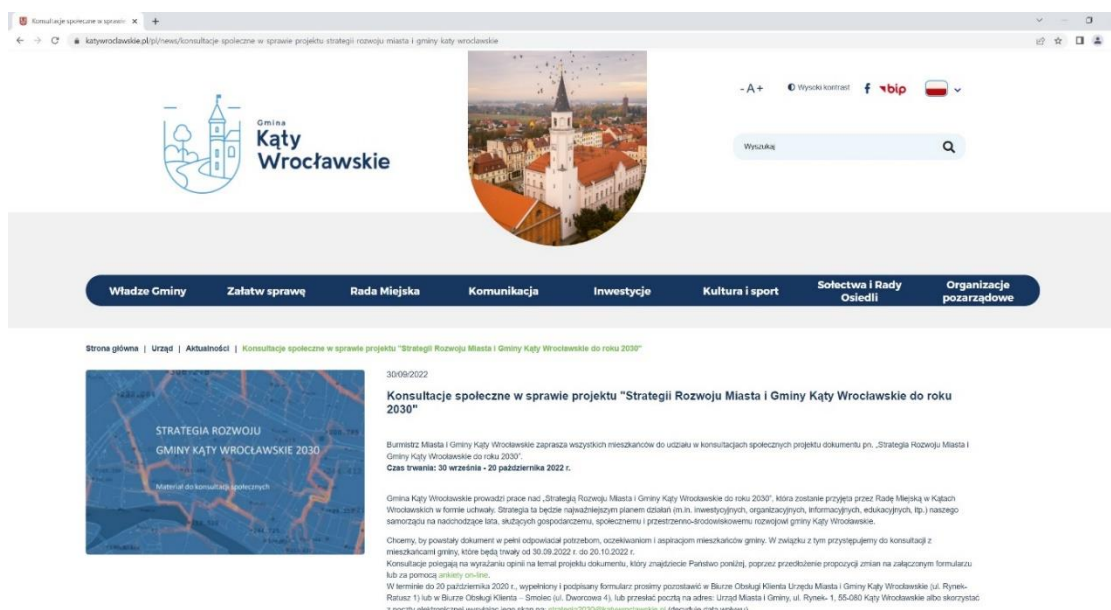 Konsultacje społeczne w sprawie
katywroclawskie.pl/pl/news/konsultacje-spoleczne-w-sprawie-projektu-strategii-rozwoju-miasta-i-gminy-katy-wroclawskie
Gmina
Kąty
Wrocławskie
- A +
Wysoki kontrast
f
bip
Wyszukaj
Władze Gminy
Załatw sprawę
Rada Miejska
Komunikacja
Inwestycje
Kultura i sport
Sołectwa i Rady
Osiedli
Organizacje
pozarządowe
Strona główna | Urząd | Aktualności | Konsultacje społeczne w sprawie projektu "Strategii Rozwoju Miasta i Gminy Kąty Wrocławskie do roku 2030"
STRATEGIA ROZWOJU
GMINY KĄTY WROCŁAWSKIE 2030
Materiał do konsultacji społecznych
30/09/2022
Konsultacje społeczne w sprawie projektu "Strategii Rozwoju Miasta i Gminy Kąty Wrocławskie do roku
2030"
Burmistrz Miasta i Gminy Kąty Wrocławskie zaprasza wszystkich mieszkańców do udziału w konsultacjach społecznych projektu dokumentu pn. „Strategia Rozwoju Miasta i
Gminy Kąty Wrocławskie do roku 2030".
Czas trwania: 30 września - 20 października 2022 r.
Gmina Kąty Wrocławskie prowadzi prace nad „Strategią Rozwoju Miasta i Gminy Kąty Wrocławskie do roku 2030", która zostanie przyjęta przez Radę Miejską w Kątach
Wrocławskich w formie uchwały. Strategia ta będzie najważniejszym planem działań (m.in. inwestycyjnych, organizacyjnych, informacyjnych, edukacyjnych, itp.) naszego
samorządu na nadchodzące lata, służących gospodarczemu, społecznemu i przestrzenno-środowiskowemu rozwojowi gminy Kąty Wrocławskie.
Chcemy, by powstały dokument w pełni odpowiadał potrzebom, oczekiwaniom i aspiracjom mieszkańców gminy. W związku z tym przystępujemy do konsultacji z
mieszkańcami gminy, które będą trwały od 30.09.2022 r. do 20.10.2022 r.
Konsultacje polegają na wyrażaniu opinii na temat projektu dokumentu, który znajdziecie Państwo poniżej, poprzez przedłożenie propozycji zmian na załączonym formularzu
lub za pomocą ankiety on-line.
W terminie do 20 października 2020 r., wypełniony i podpisany formularz prosimy pozostawić w Biurze Obsługi Klienta Urzędu Miasta i Gminy Kąty Wrocławskie (ul. Rynek-
Ratusz 1) lub w Biurze Obsługi Klienta – Smolec (ul. Dworcowa 4), lub przesłać pocztą na adres: Urząd Miasta i Gminy, ul. Rynek- 1, 55-080 Kąty Wrocławskie albo skorzystać
z poczty elektronicznej wysyłając jego skan na: strategia2030@katywroclawskie.pl (decyduje data wpływu).